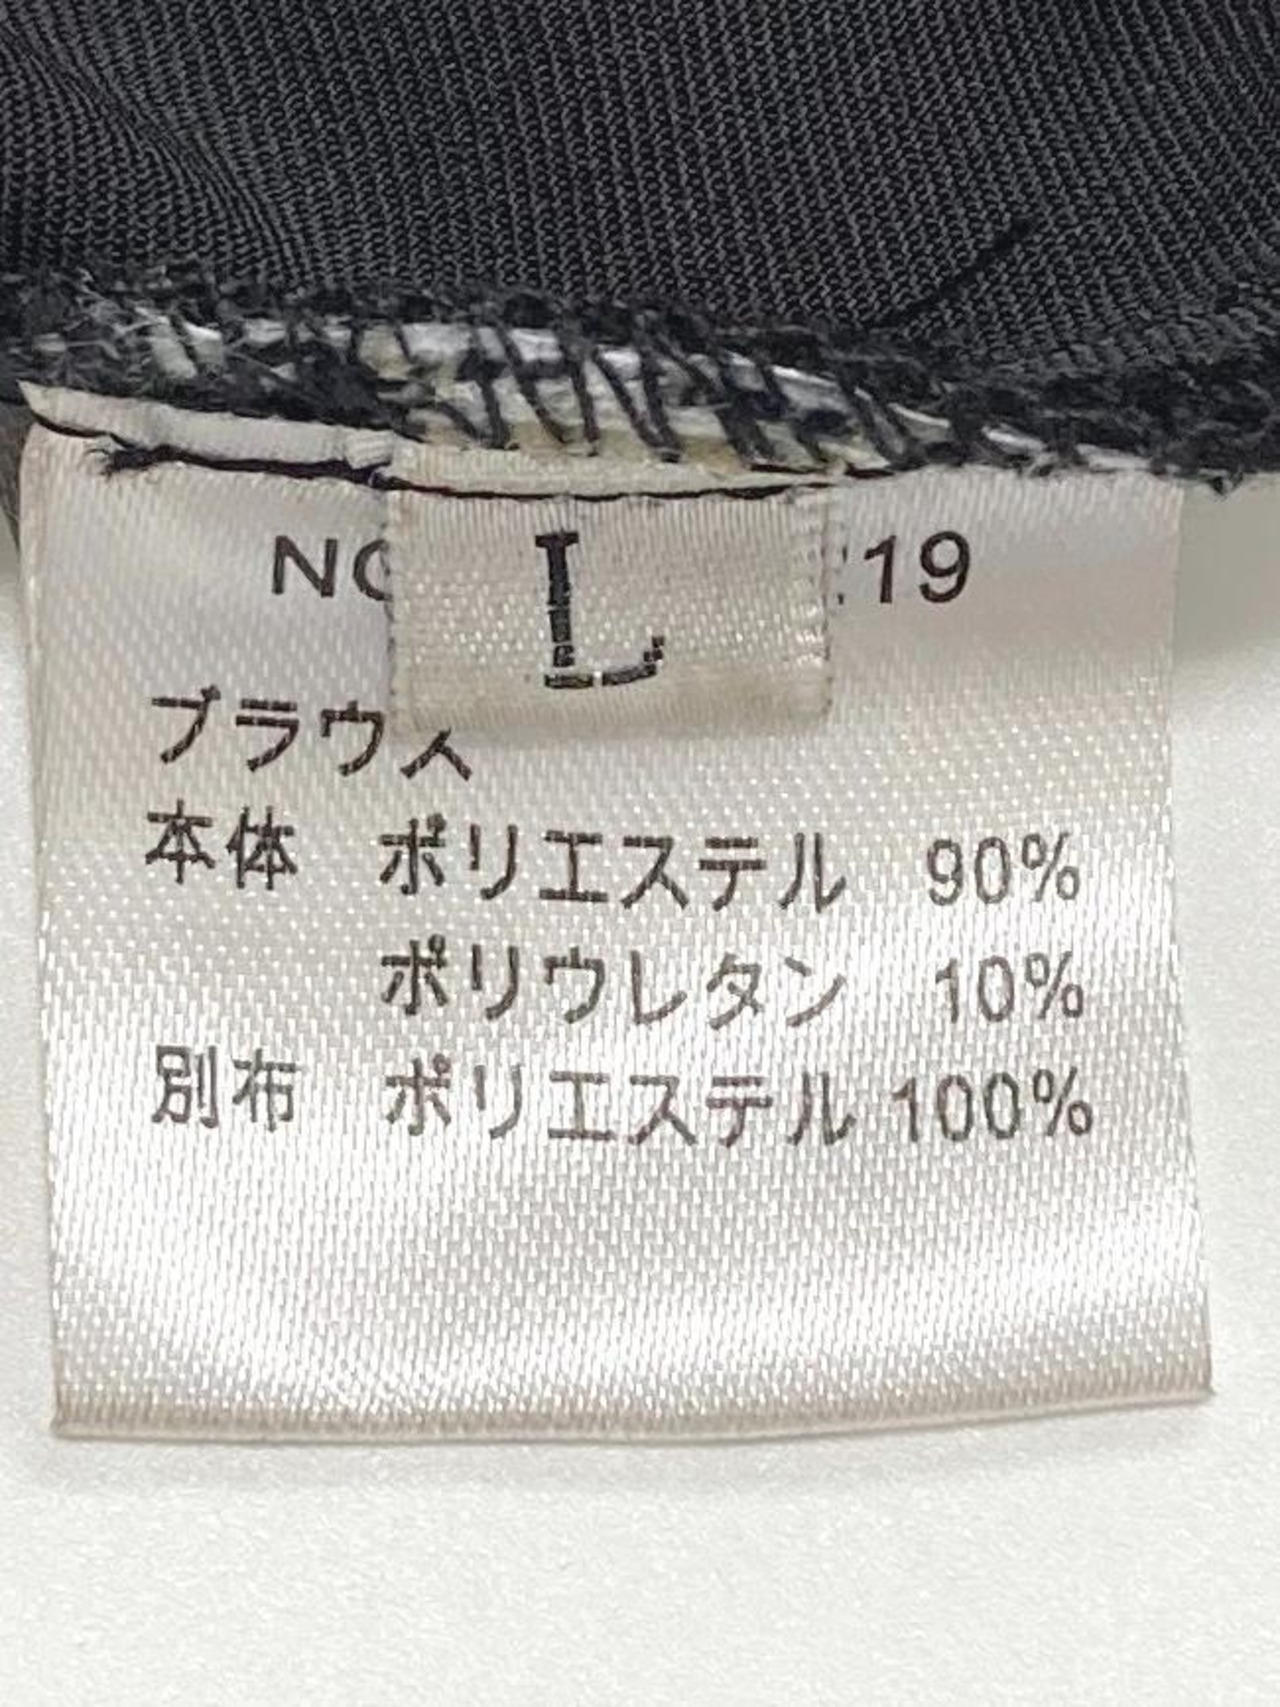 L
19
ブラウス
本体 ポリエステル 90%
ポリウレタン 10%
別布 ポリエステル 100%